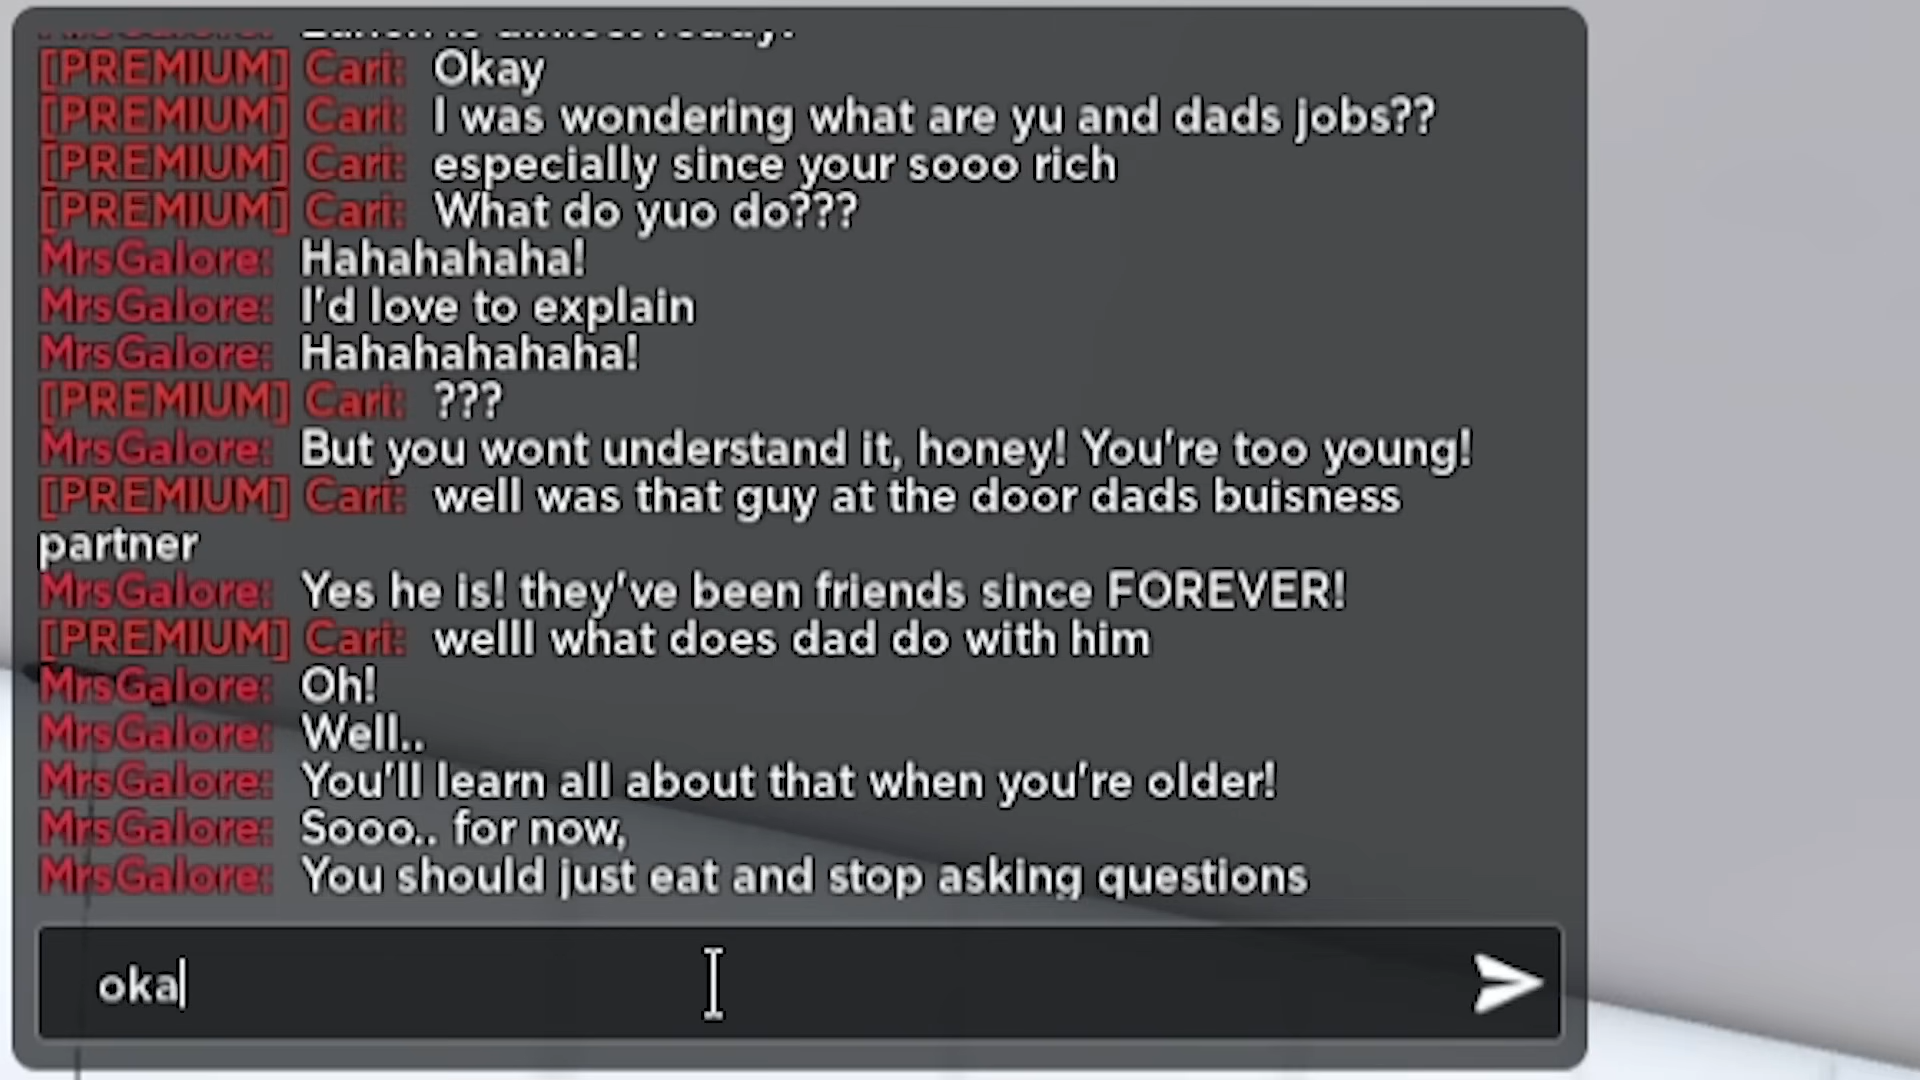 [PREMIUM] Cari: Okay
[PREMIUM] Cari: I was wondering what are yu and dads jobs??
[PREMIUM] Cari: especially since your sooo rich
[PREMIUM] Cari: What do yuo do???
MrsGalore: Hahahahaha!
MrsGalore: I'd love to explain
MrsGalore: Hahahahahaha!
[PREMIUM] Cari: ???
MrsGalore: But you wont understand it, honey! You're too young!
[PREMIUM] Cari: well was that guy at the door dads buisness
partner
MrsGalore: Yes he is! they've been friends since FOREVER!
[PREMIUM] Cari: welll what does dad do with him
MrsGalore: Oh!
MrsGalore: Well..
MrsGalore: You'll learn all about that when you're older!
MrsGalore: Sooo.. for now,
MrsGalore: You should just eat and stop asking questions
oka